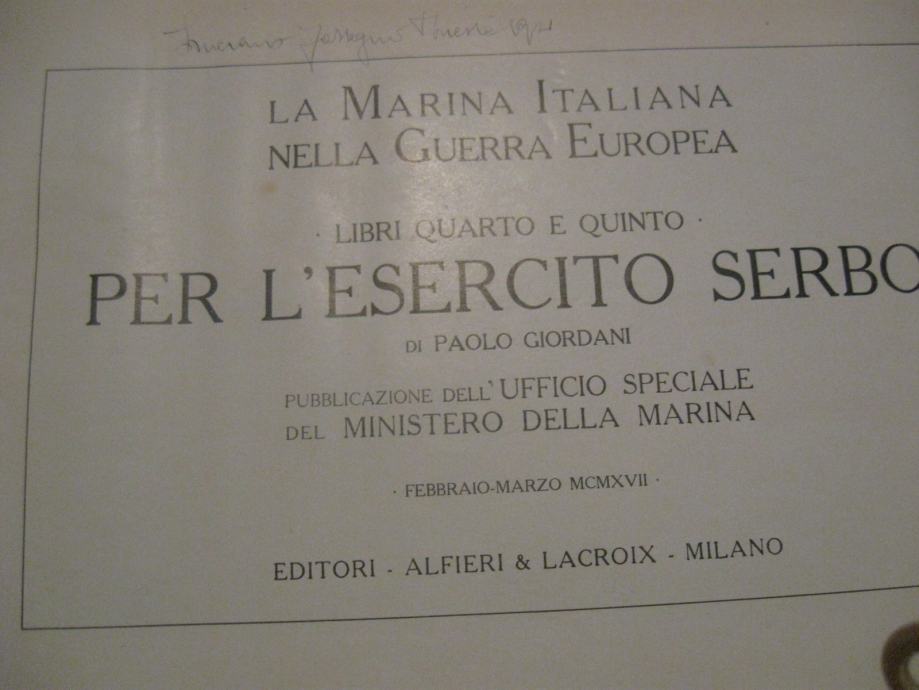 LA MARINA ITALIANA
NELLA GUERRA EUROPEA
· LIBRI QUARTO E QUINTO ·
PER L'ESERCITO SERBO
DI PAOLO GIORDANI
PUBBLICAZIONE DELL'UFFICIO SPECIALE
DEL MINISTERO DELLA MARINA
· FEBBRAIO-MARZO MCMXVII ·
EDITORI - ALFIERI & LACROIX - MILANO